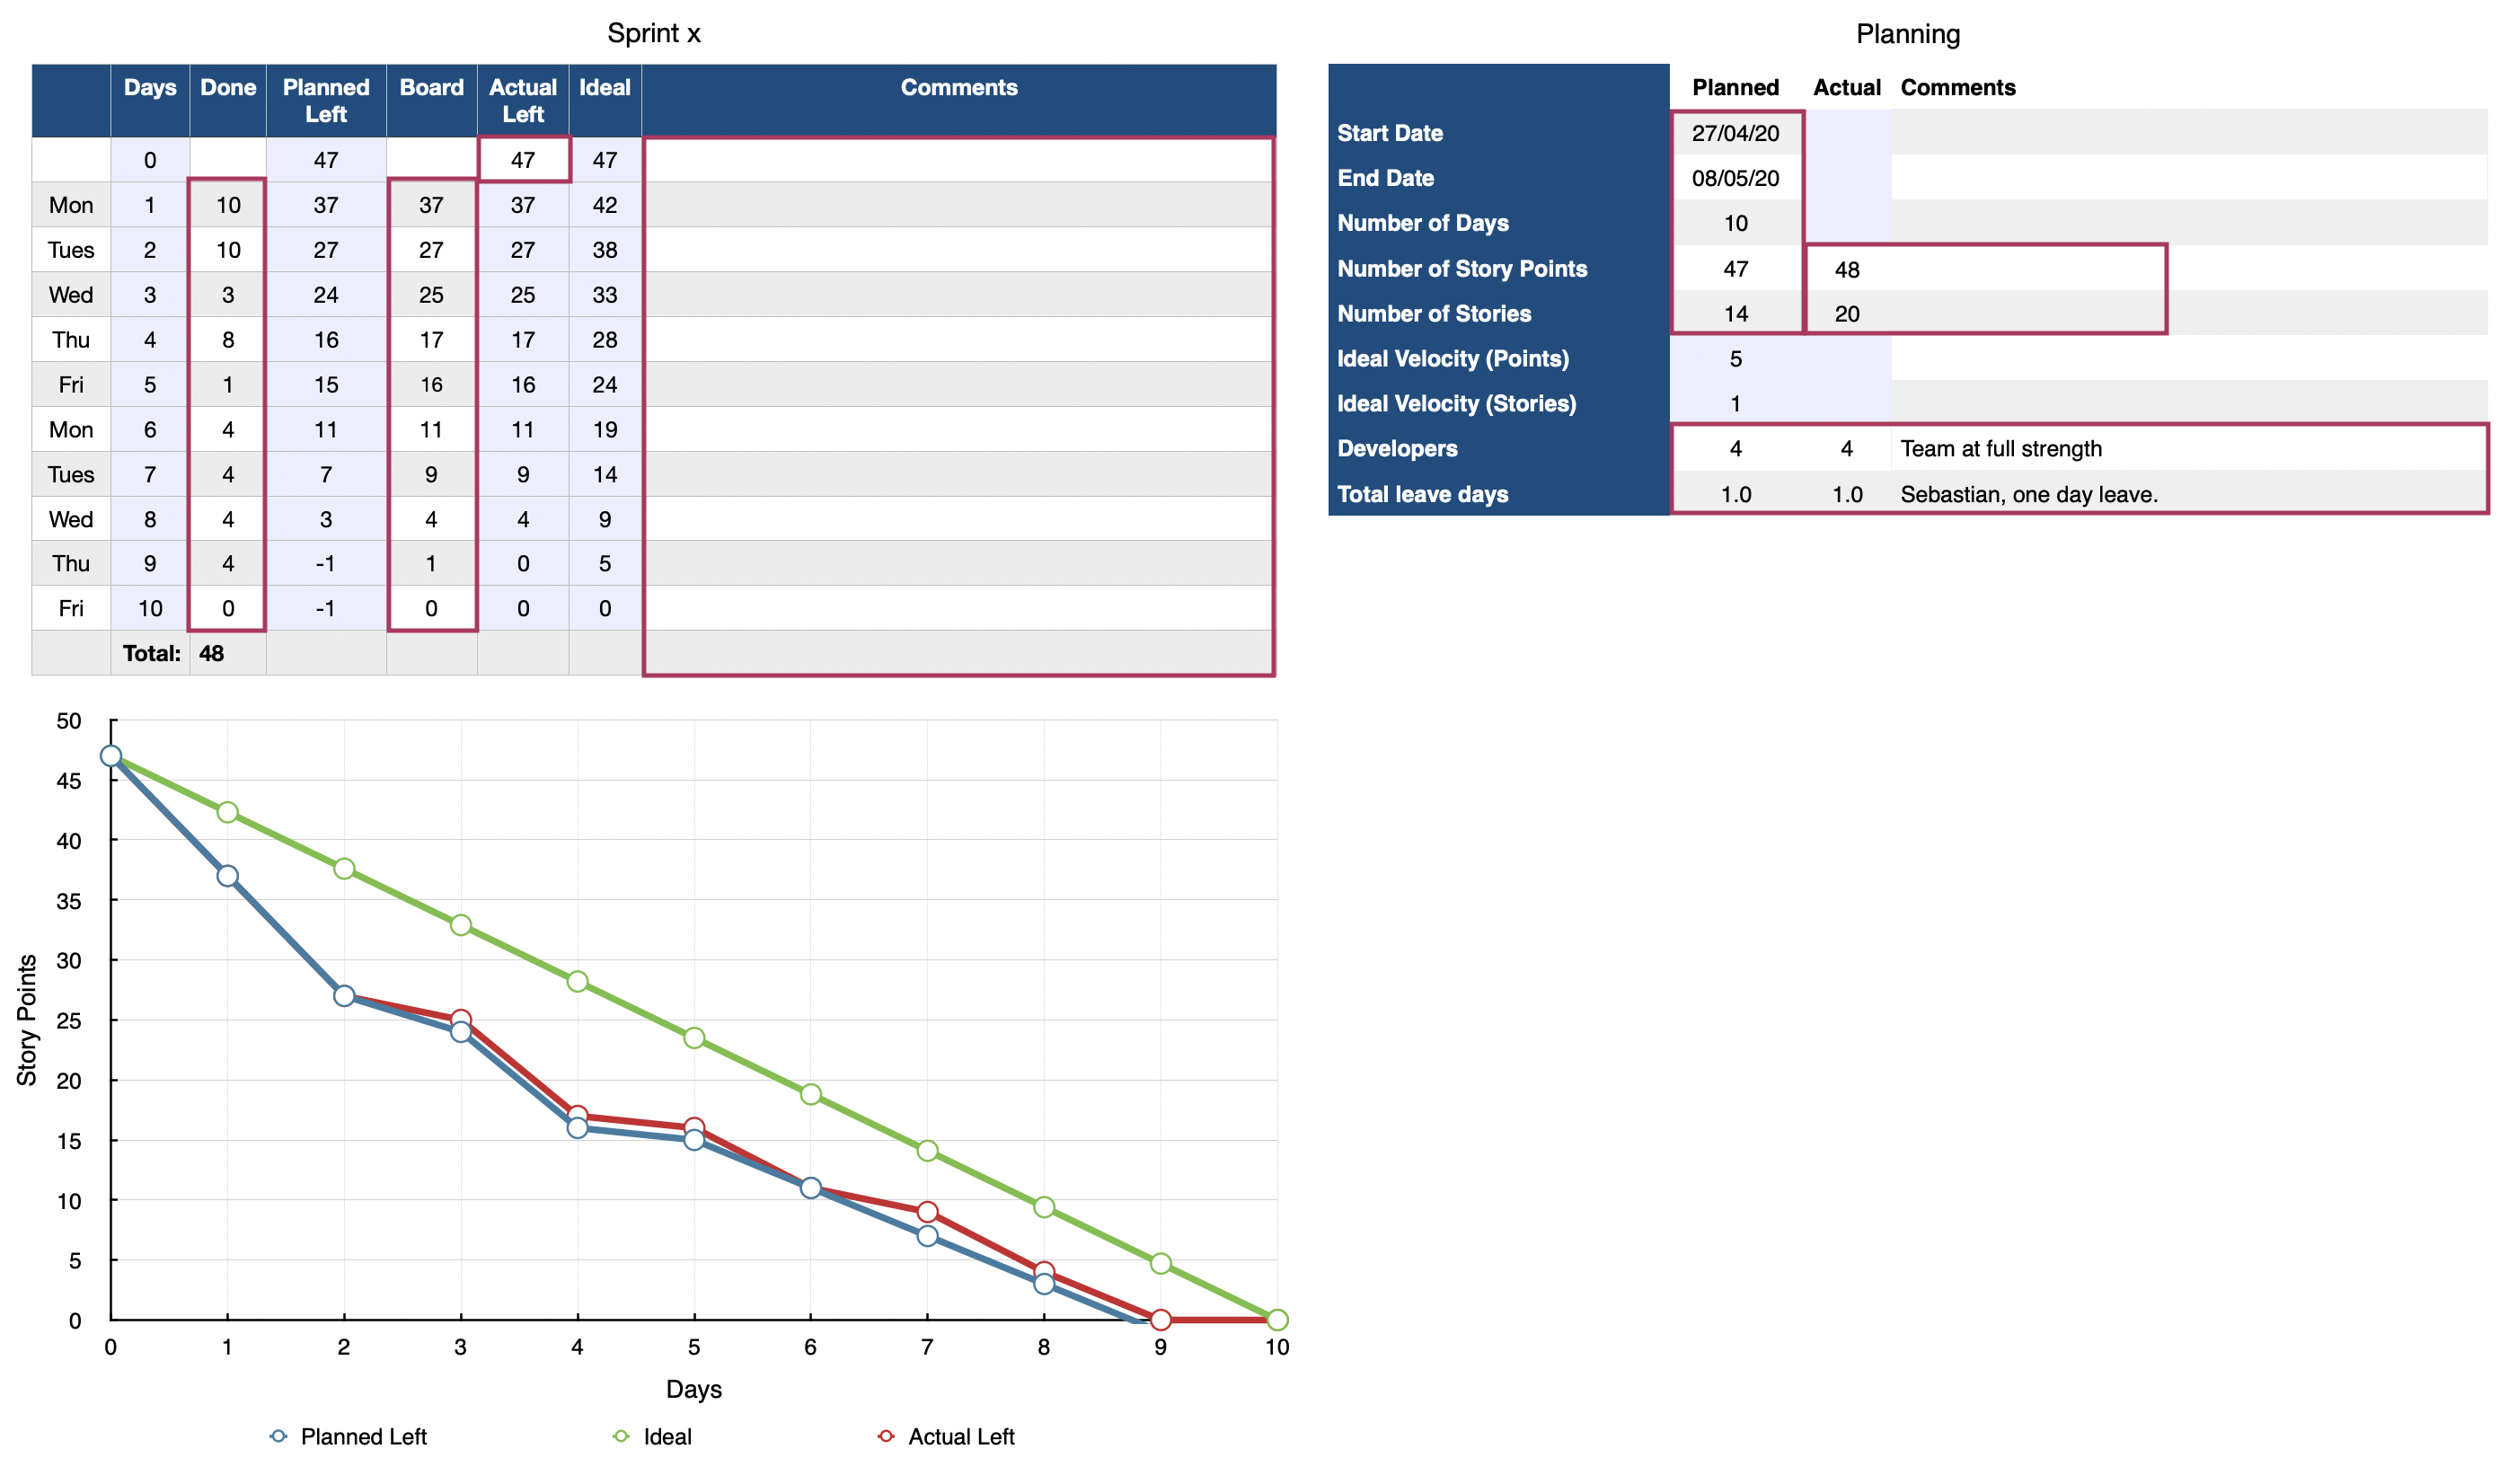 Sprint x
Days Done Planned Left Board Actual Left Ideal Comments
0 47 47 47
Mon 1 10 37 37 37 42
Tues 2 10 27 27 27 38
Wed 3 3 24 25 25 33
Thu 4 8 16 17 17 28
Fri 5 1 15 16 16 24
Mon 6 4 11 11 11 19
Tues 7 4 7 9 9 14
Wed 8 4 3 4 4 9
Thu 9 4 -1 1 0 5
Fri 10 0 -1 0 0 0
Total: 48
Planning
Planned Actual Comments
Start Date 27/04/20
End Date 08/05/20
Number of Days 10
Number of Story Points 47 48
Number of Stories 14 20
Ideal Velocity (Points) 5
Ideal Velocity (Stories) 1
Developers 4 4 Team at full strength
Total leave days 1.0 1.0 Sebastian, one day leave.
Story Points
50
45
40
35
30
25
20
15
10
5
0
0 1 2 3 4 5 6 7 8 9 10
Days
Planned Left Ideal Actual Left